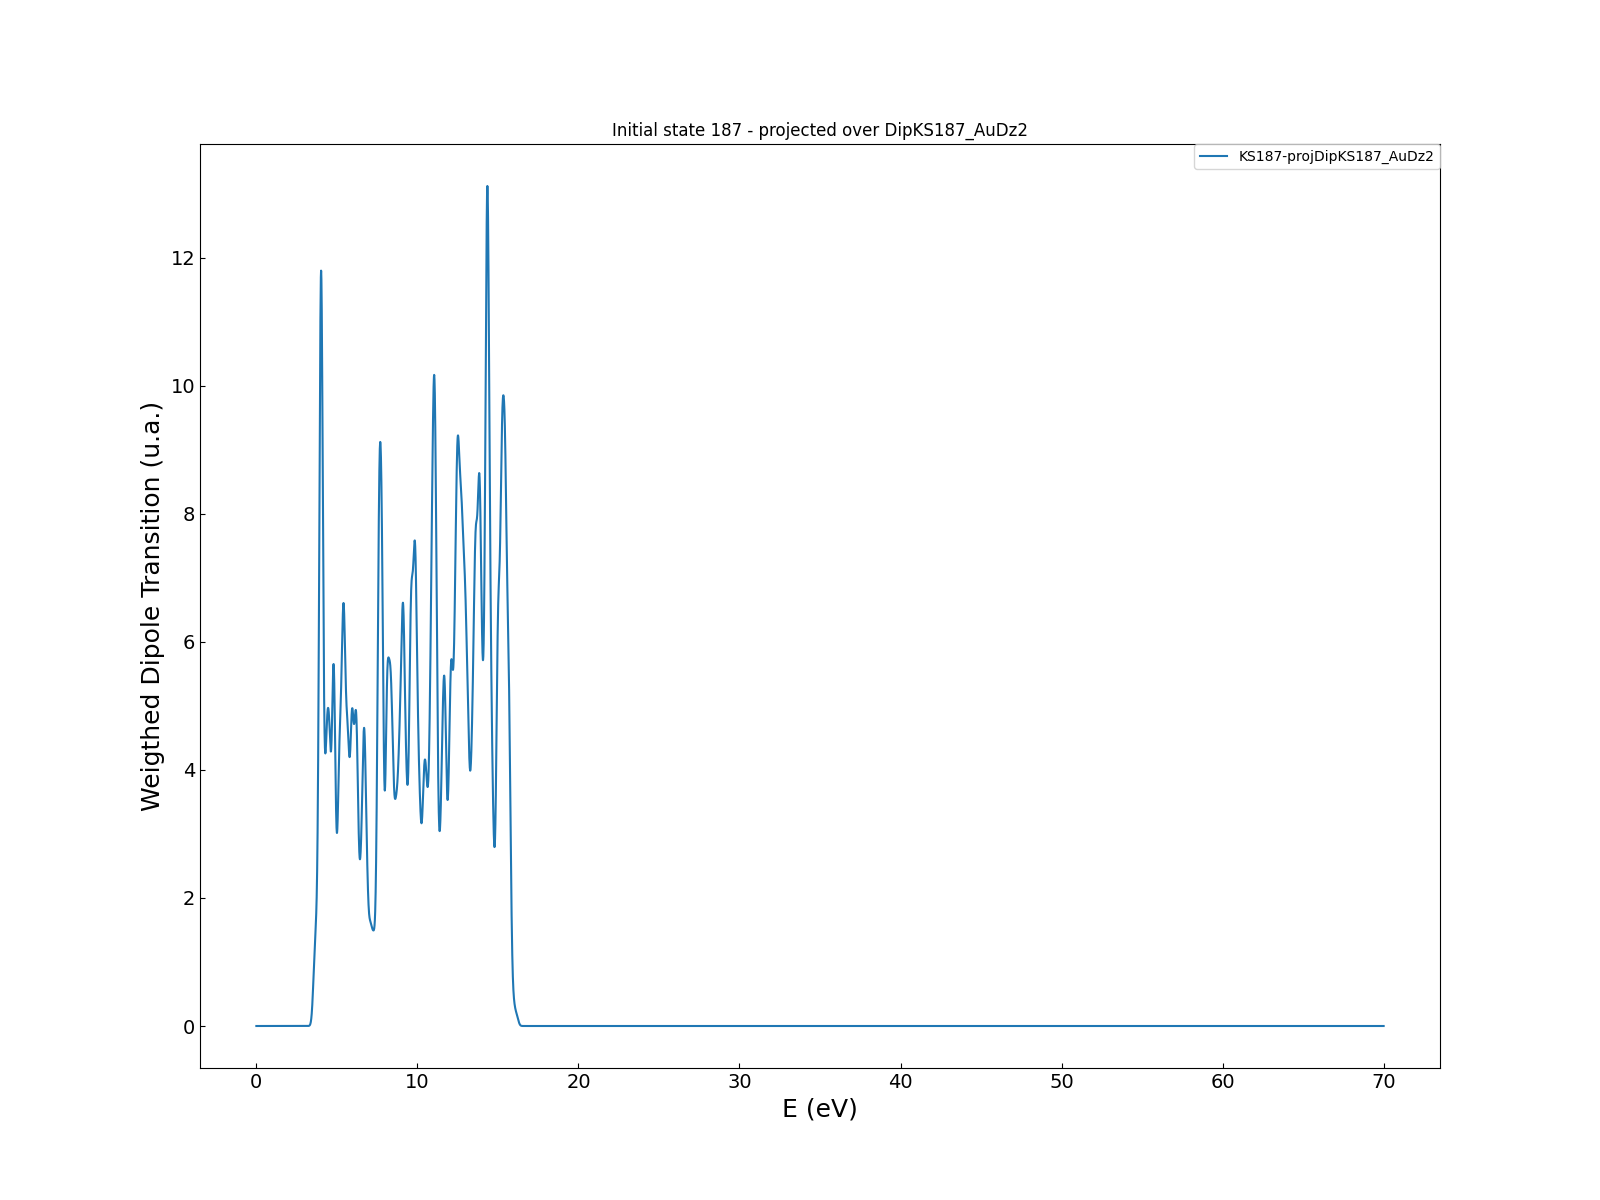 Initial state 187 - projected over DipKS187_AuDz2
KS187-projDipKS187_AuDz2
Weigthed Dipole Transition (u.a.)
12
10
8
6
4
2
0
0 10 20 30 40 50 60 70
E (eV)